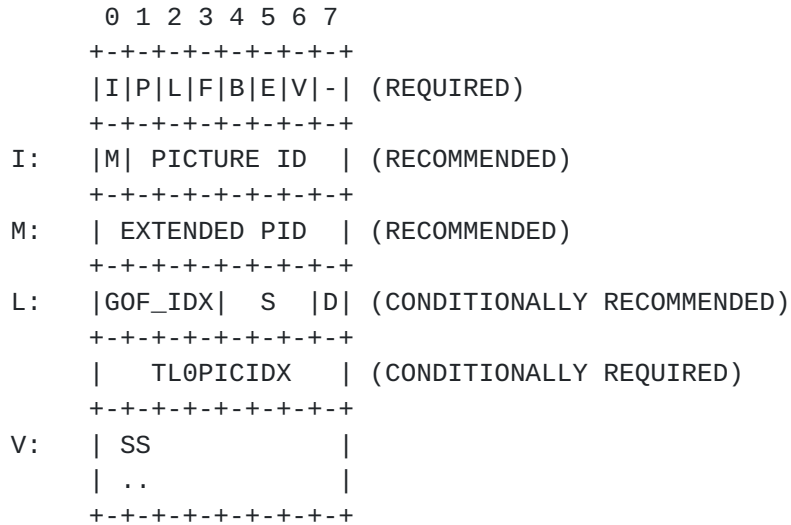 0 1 2 3 4 5 6 7
     +-+-+-+-+-+-+-+-+
     |I|P|L|F|B|E|V|-| (REQUIRED)
     +-+-+-+-+-+-+-+-+
I:   |M| PICTURE ID  | (RECOMMENDED)
     +-+-+-+-+-+-+-+-+
M:   | EXTENDED PID  | (RECOMMENDED)
     +-+-+-+-+-+-+-+-+
L:   |GOF_IDX|  S  |D| (CONDITIONALLY RECOMMENDED)
     +-+-+-+-+-+-+-+-+
     |   TL0PICIDX   | (CONDITIONALLY REQUIRED)
     +-+-+-+-+-+-+-+-+
V:   | SS            |
     | ..            |
     +-+-+-+-+-+-+-+-+